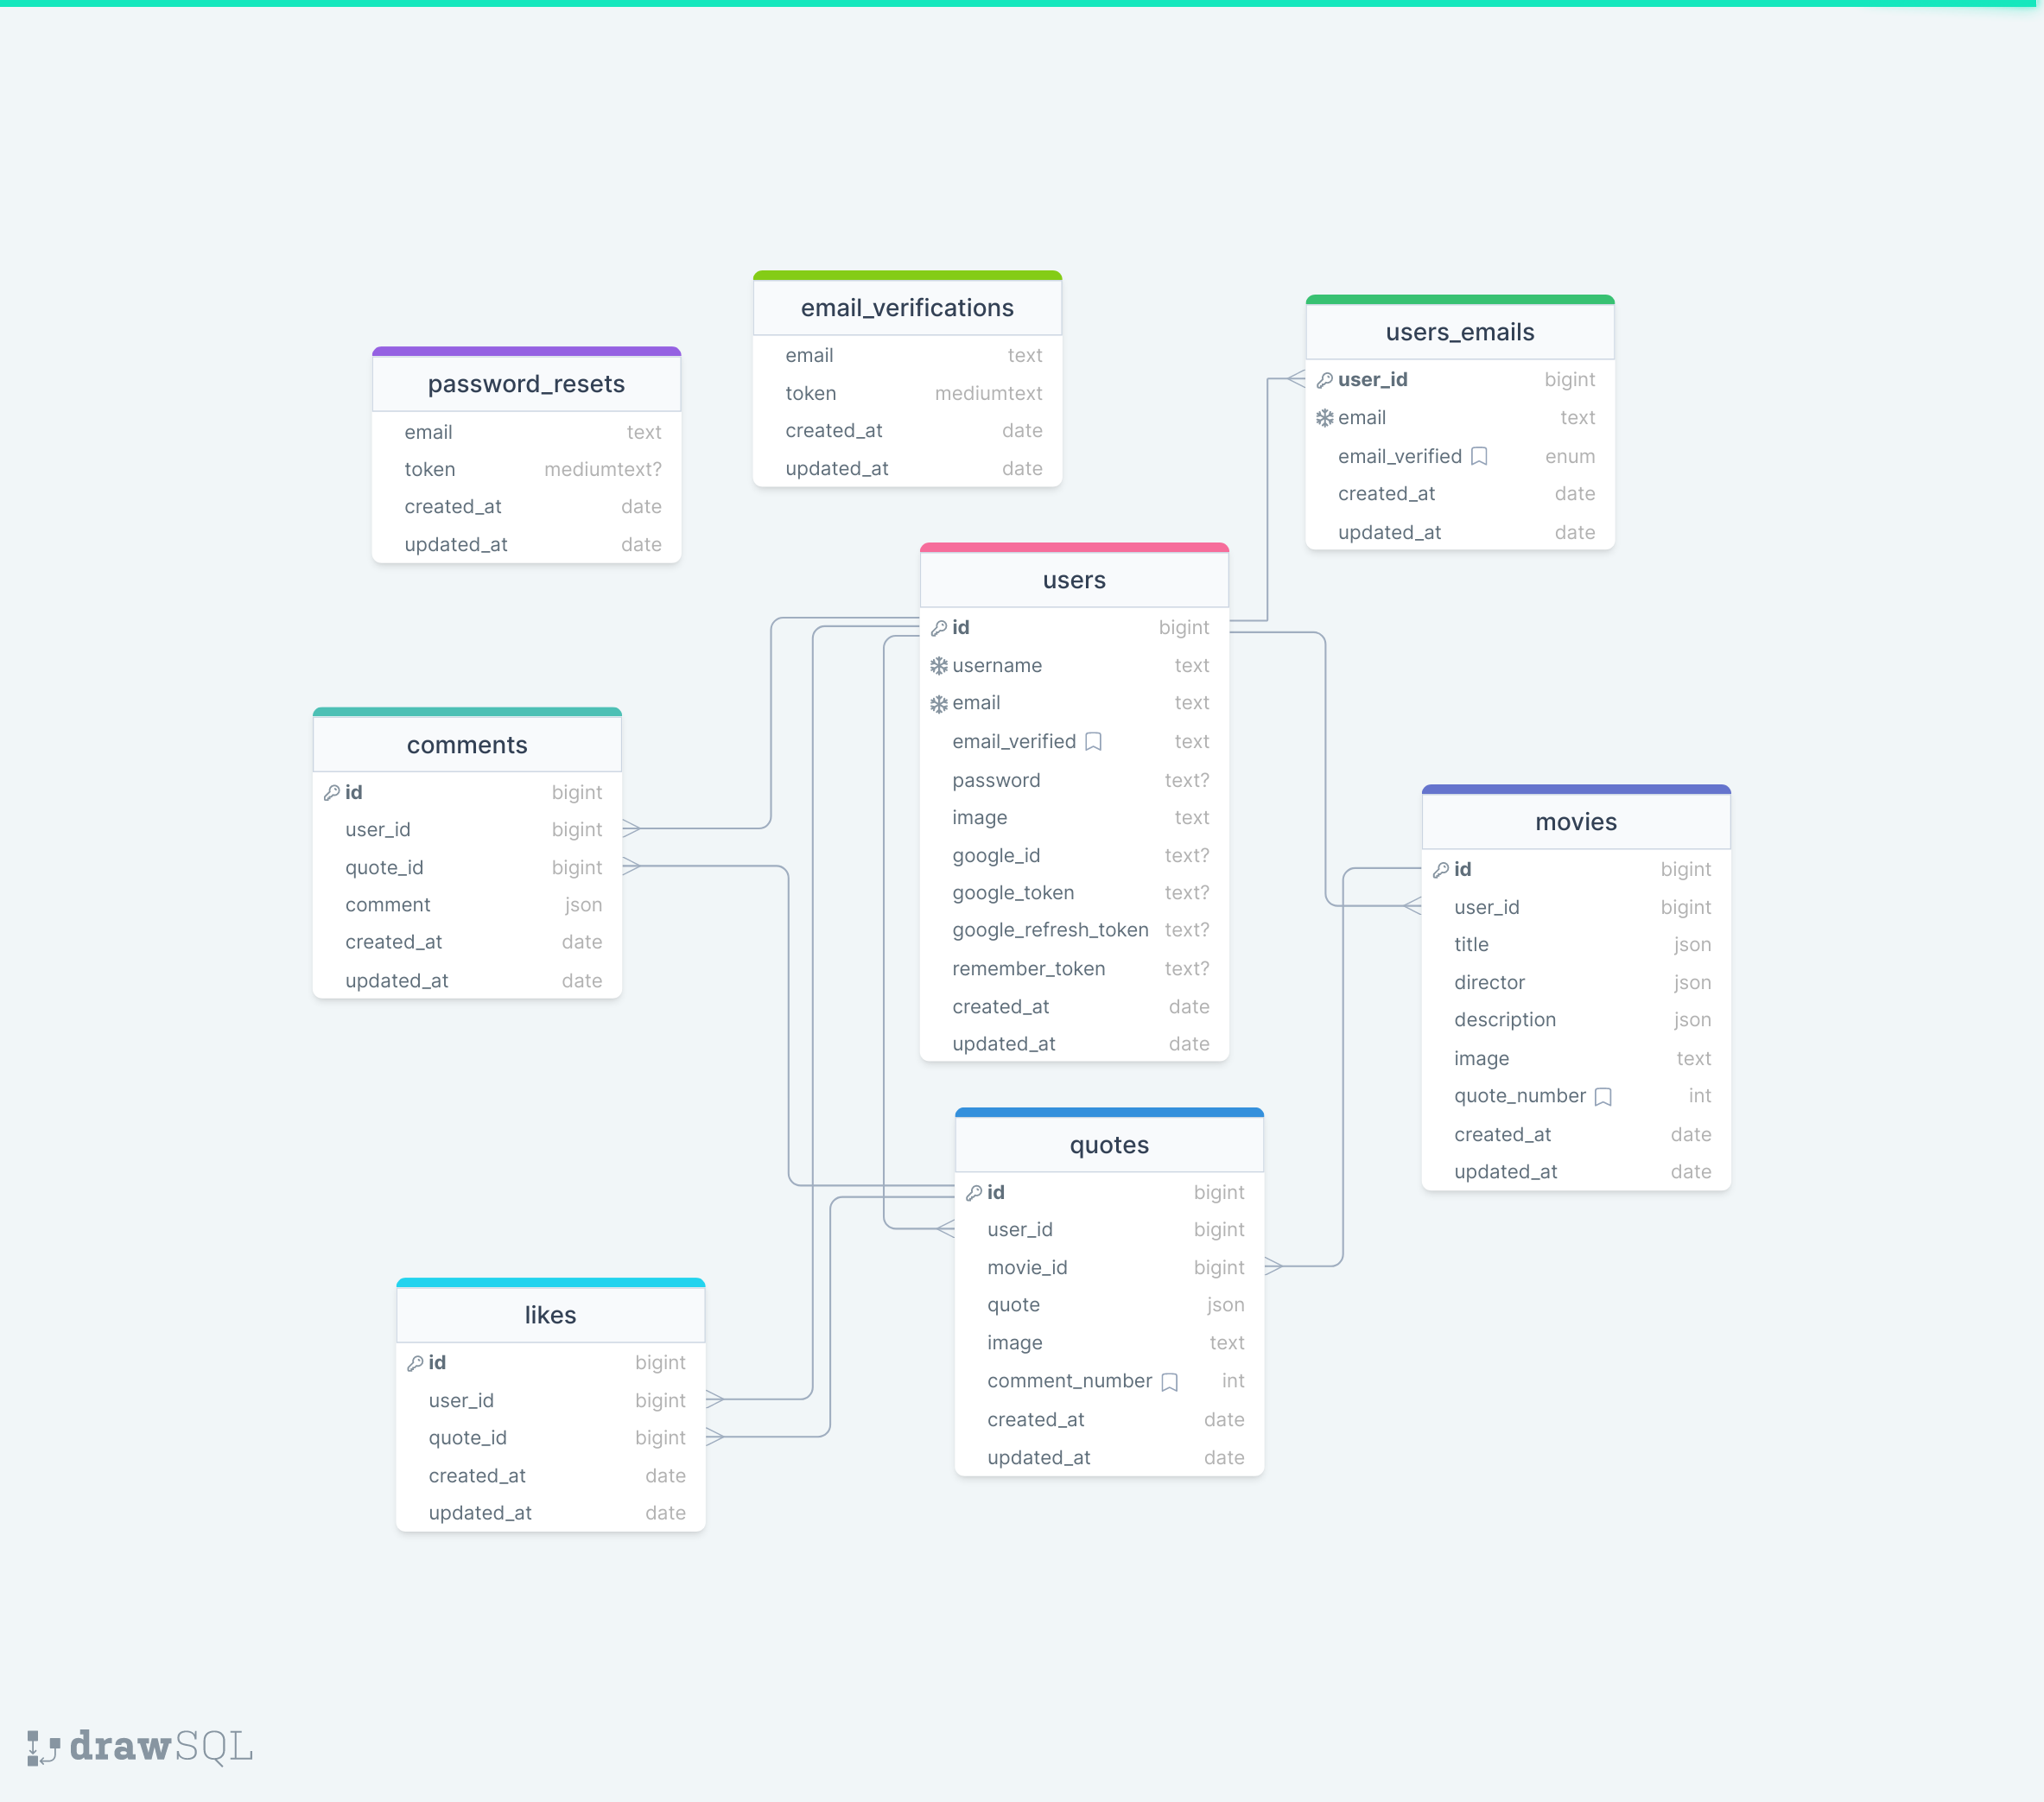 email_verifications
email text
token mediumtext
created_at date
updated_at date
users_emails
user_id bigint
email text
email_verified enum
created_at date
updated_at date
password_resets
email text
token mediumtext?
created_at date
updated_at date
users
id bigint
username text
email text
email_verified text
password text?
image text
google_id text?
google_token text?
google_refresh_token text?
remember_token text?
created_at date
updated_at date
comments
id bigint
user_id bigint
quote_id bigint
comment json
created_at date
updated_at date
movies
id bigint
user_id bigint
title json
director json
description json
image text
quote_number int
created_at date
updated_at date
quotes
id bigint
user_id bigint
movie_id bigint
quote json
image text
comment_number int
created_at date
updated_at date
likes
id bigint
user_id bigint
quote_id bigint
created_at date
updated_at date
drawSQL